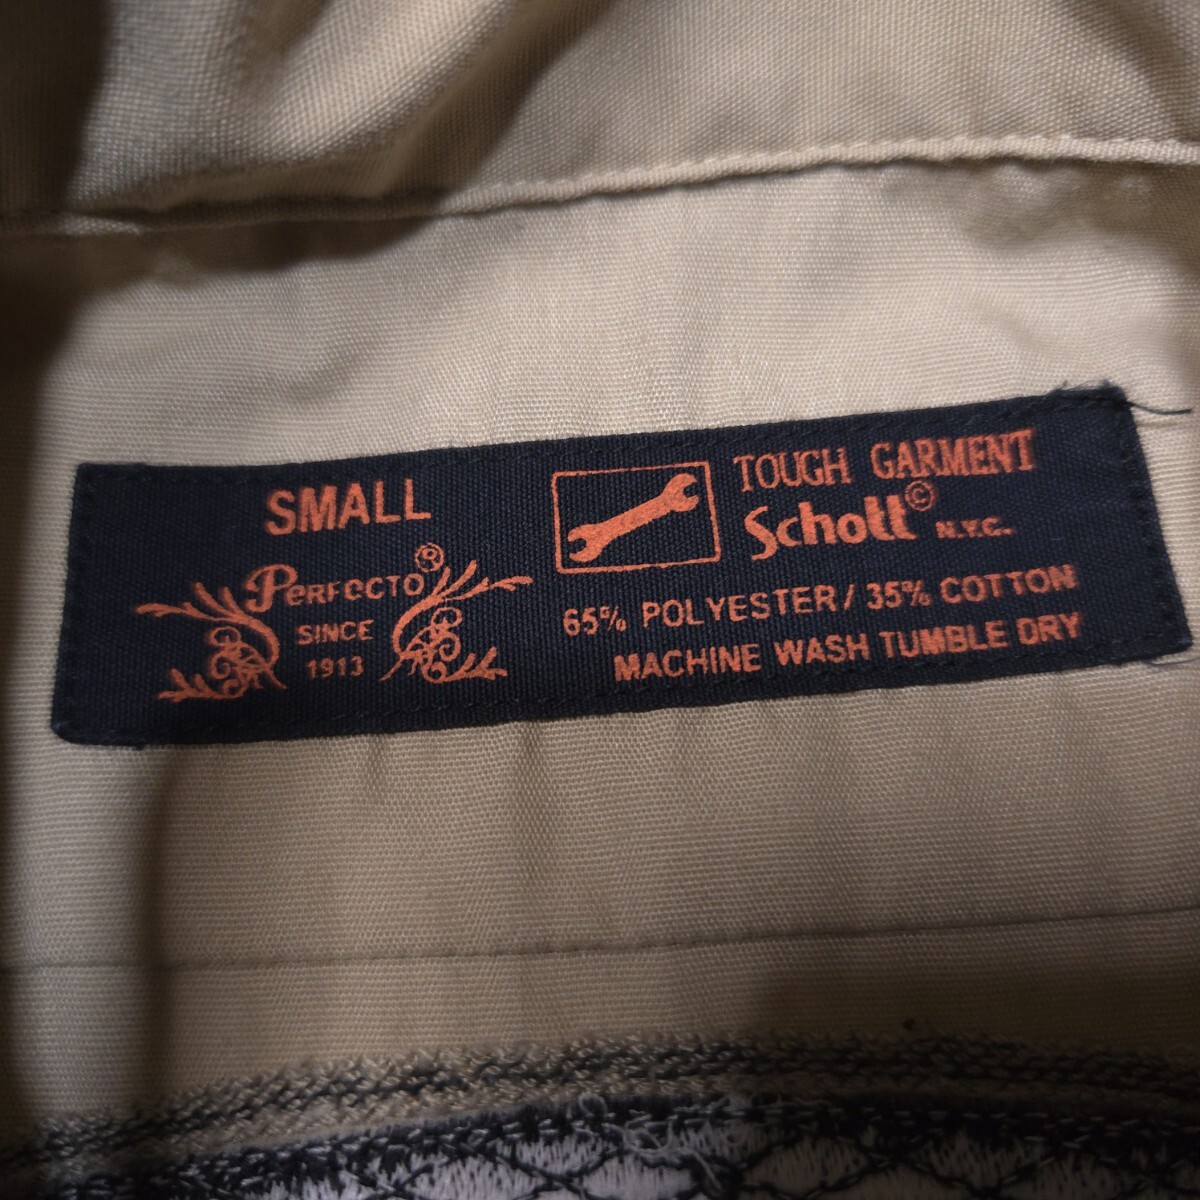 SMALL
PERFECTO®
SINCE
1913
TOUGH GARMENT
Schott© N.Y.C.
65% POLYESTER/35% COTTON
MACHINE WASH TUMBLE DRY